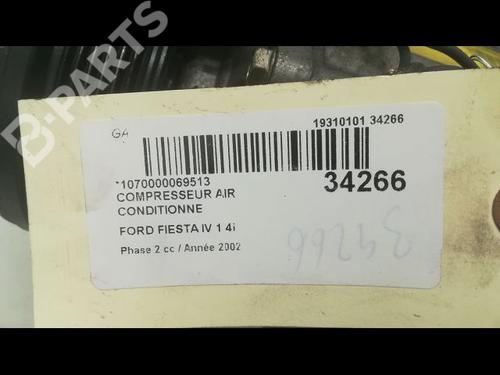 B-PARTS
GA
19310101 34266
*1070000069513
34266
COMPRESSEUR AIR
CONDITIONNE
FORD FIESTA IV 1 4i
Phase 2 cc / Année 2002
34266